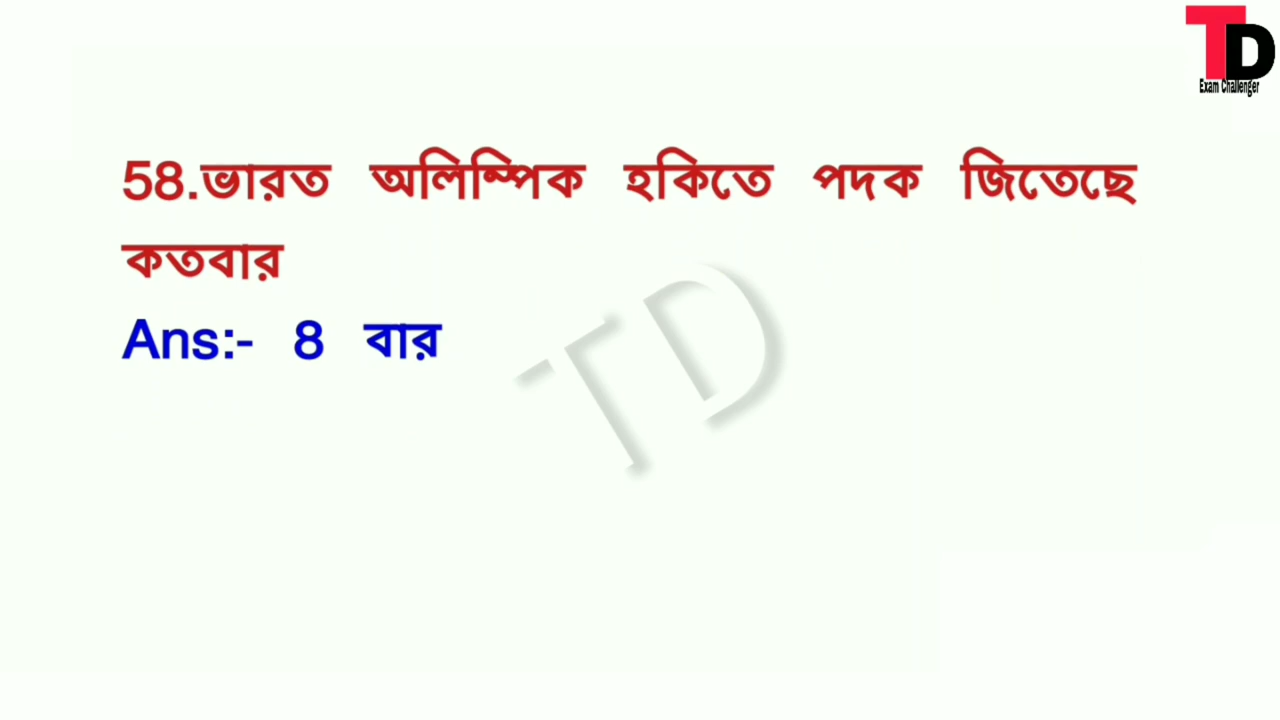 TD
Exam Challenger
58.ভারত অলিম্পিক হকিতে পদক জিতেছে
কতবার
Ans:- 8 বার
TD